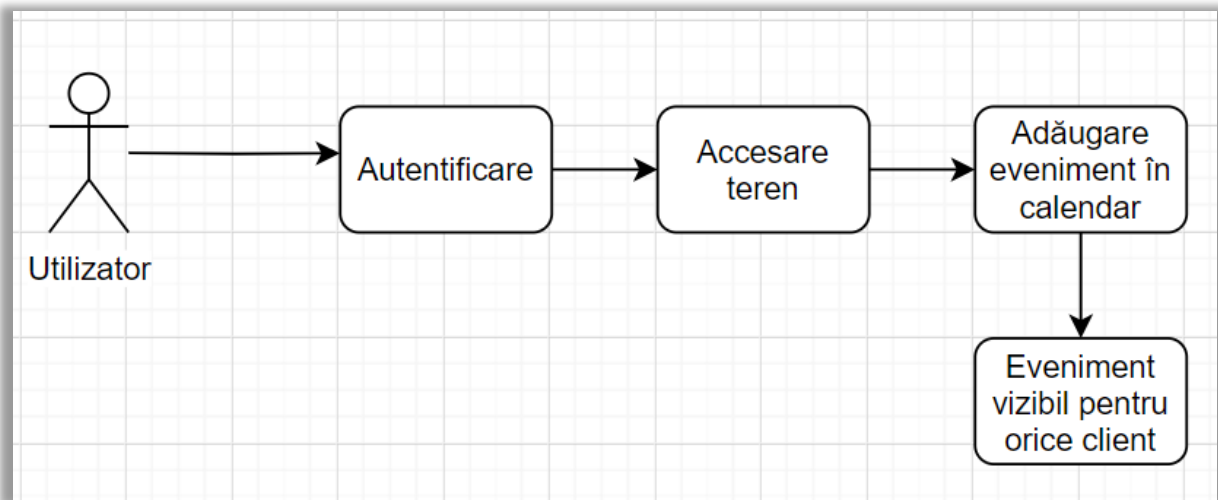 Utilizator
Autentificare
Accesare
teren
Adăugare
eveniment în
calendar
Eveniment
vizibil pentru
orice client